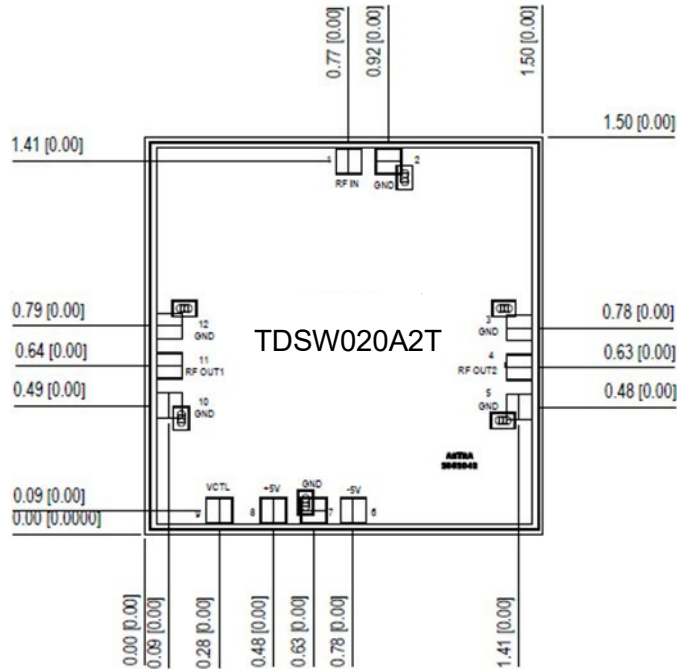 0.77 [0.00]
0.92 [0.00]
1.50 [0.00]
1.50 [0.00]
1.41 [0.00]
1
2
RF IN
GND
0.79 [0.00]
12
GND
3
GND
0.78 [0.00]
TDSW020A2T
0.64 [0.00]
11
RF OUT1
4
RF OUT2
0.63 [0.00]
0.49 [0.00]
10
GND
5
GND
0.48 [0.00]
VCTL
+5V
GND
-5V
0.09 [0.00]
9
8
7
6
0.00 [0.0000]
0.00 [0.00]
0.09 [0.00]
0.28 [0.00]
0.48 [0.00]
0.63 [0.00]
0.78 [0.00]
1.41 [0.00]